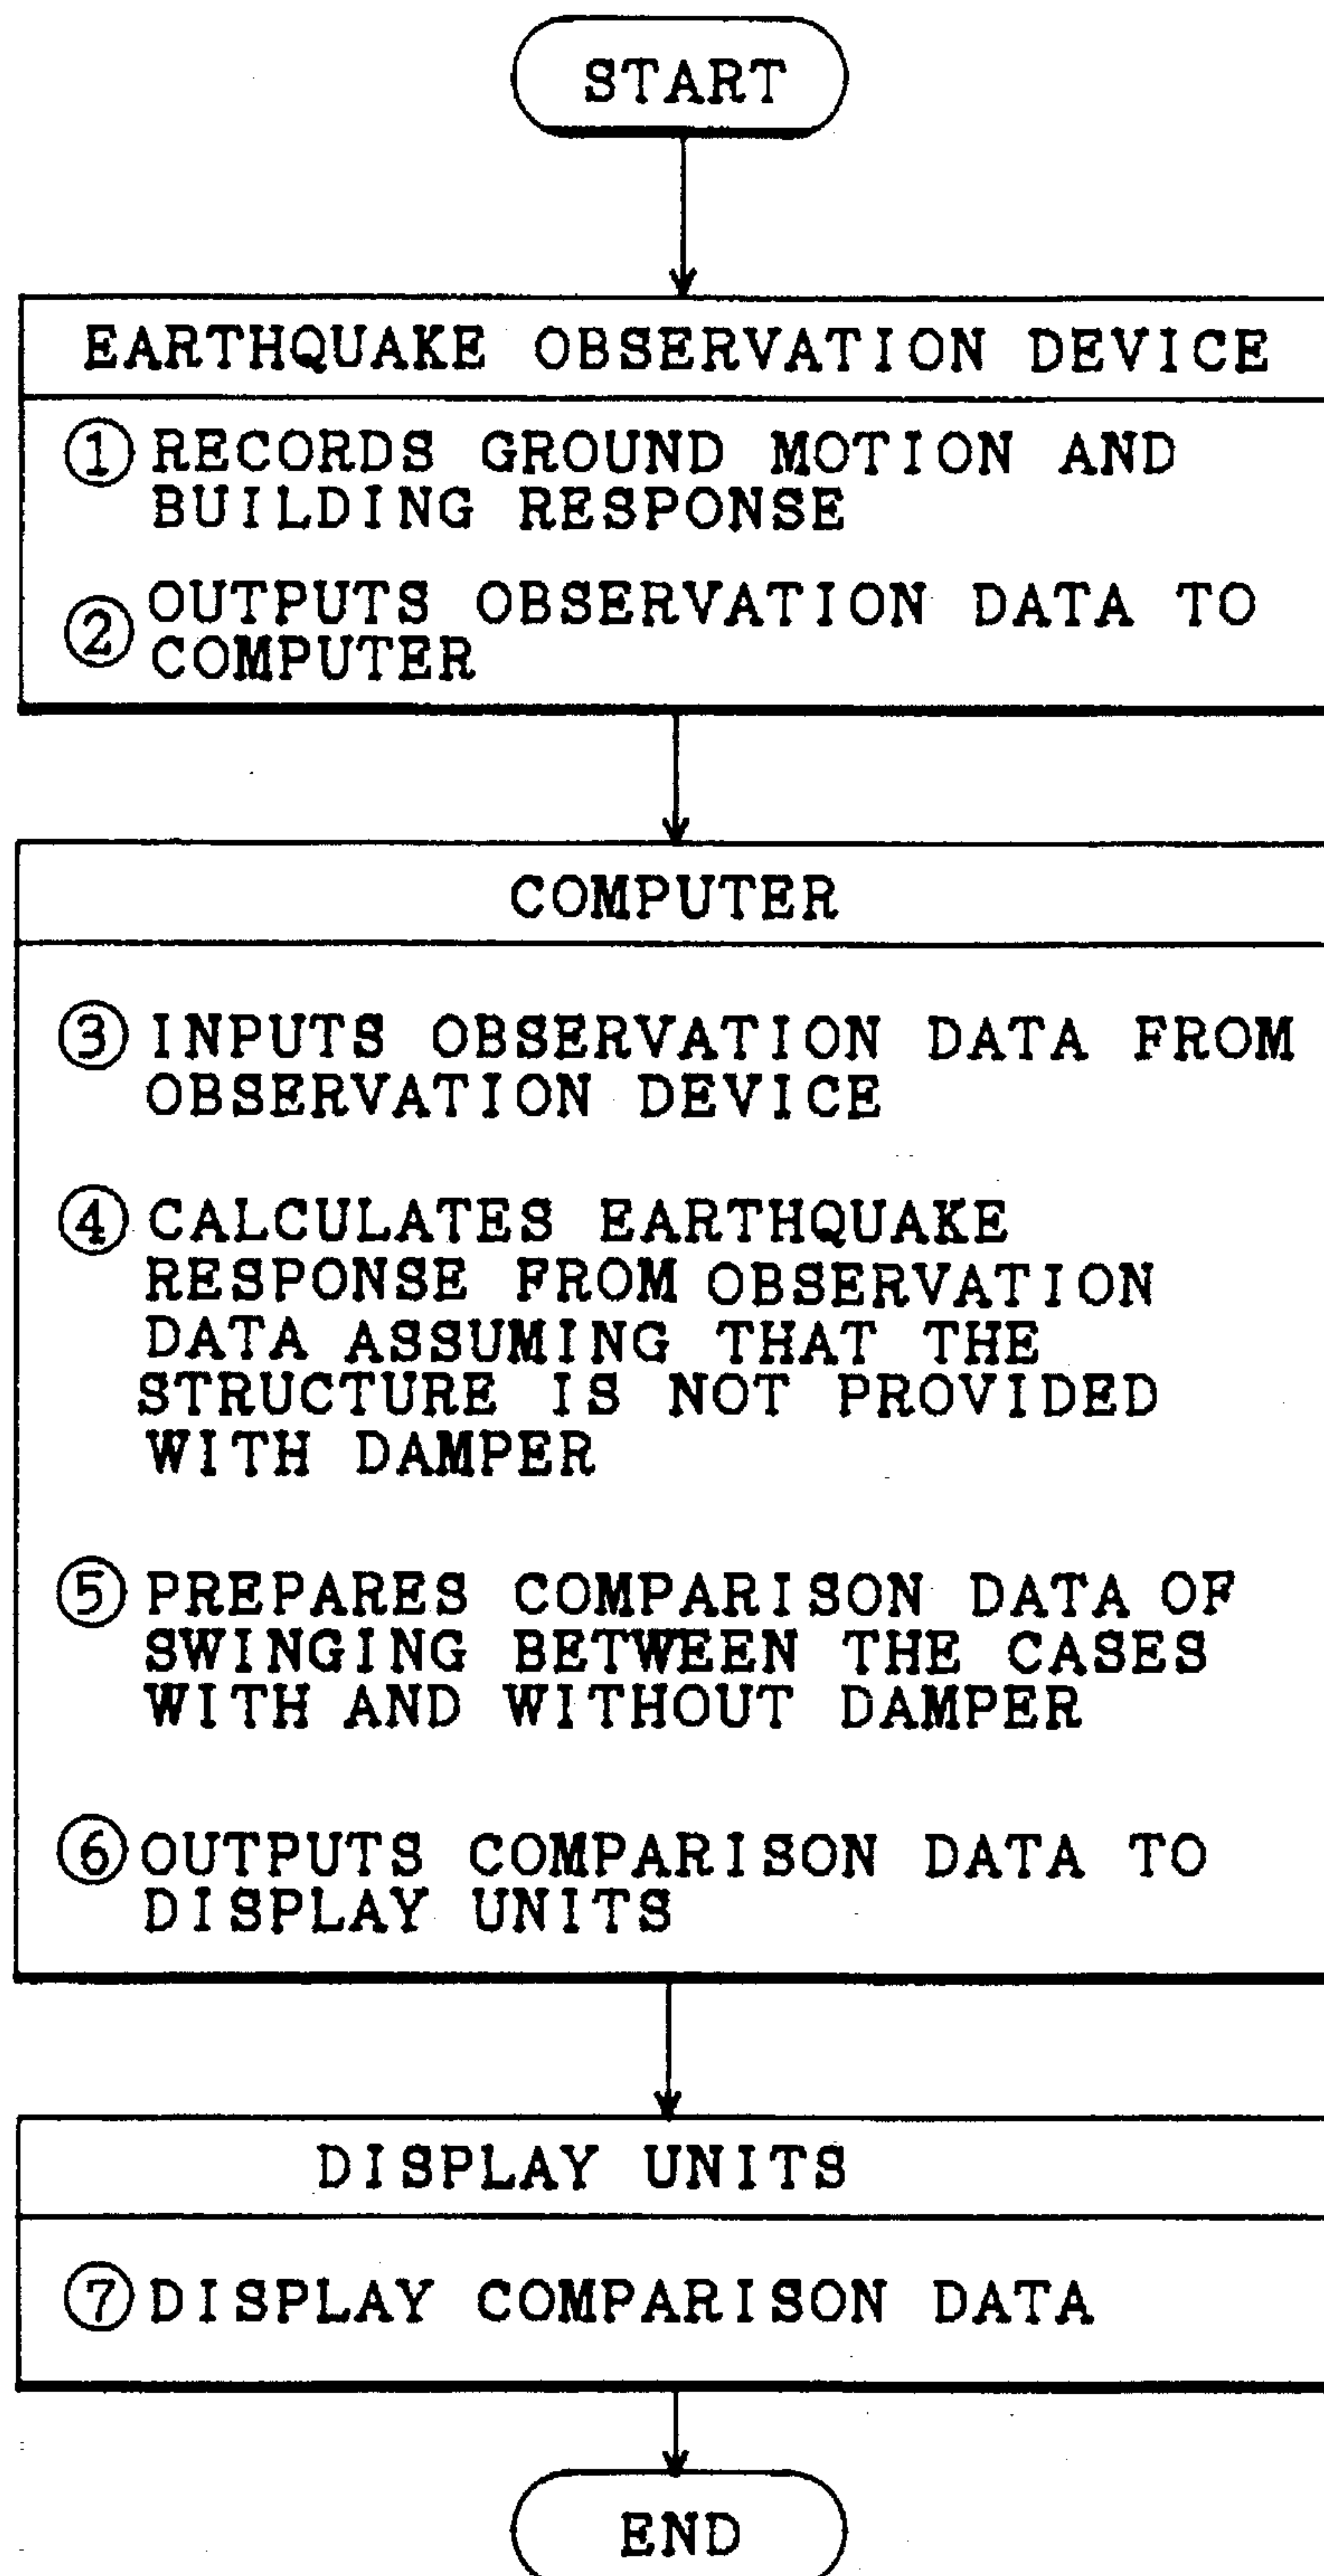 START
EARTHQUAKE OBSERVATION DEVICE
① RECORDS GROUND MOTION AND
BUILDING RESPONSE
② OUTPUTS OBSERVATION DATA TO
COMPUTER
COMPUTER
③ INPUTS OBSERVATION DATA FROM
OBSERVATION DEVICE
④ CALCULATES EARTHQUAKE
RESPONSE FROM OBSERVATION
DATA ASSUMING THAT THE
STRUCTURE IS NOT PROVIDED
WITH DAMPER
⑤ PREPARES COMPARISON DATA OF
SWINGING BETWEEN THE CASES
WITH AND WITHOUT DAMPER
⑥ OUTPUTS COMPARISON DATA TO
DISPLAY UNITS
DISPLAY UNITS
⑦ DISPLAY COMPARISON DATA
END